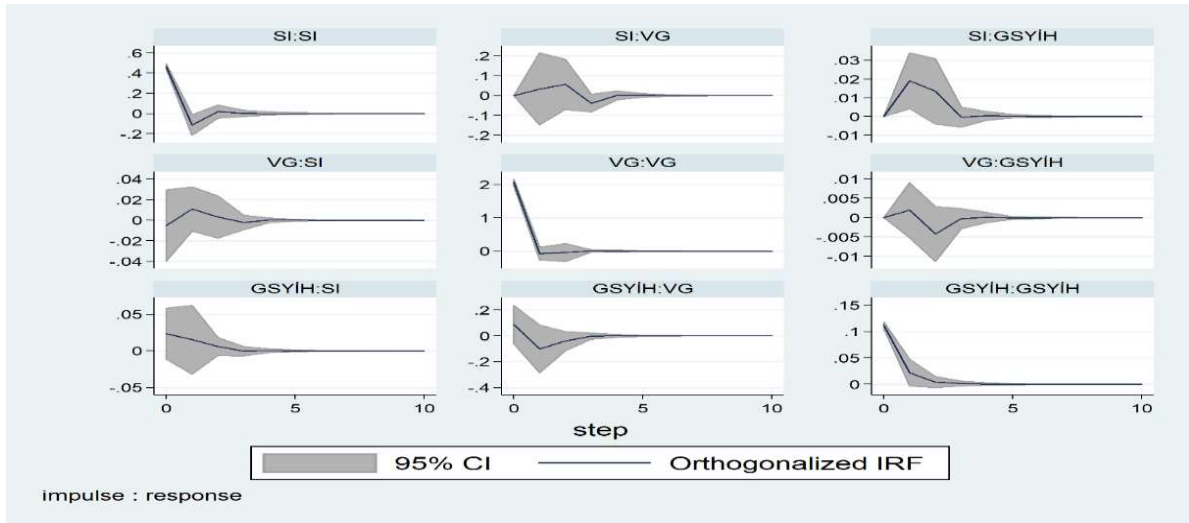 SI:SI
SI:VG
SI:GSYİH
.6
.4
.2
0
-.2
.2
.1
0
-.1
-.2
.03
.02
.01
0
-.01
VG:SI
VG:VG
VG:GSYİH
.04
.02
0
-.02
-.04
2
1
0
.01
.005
0
-.005
-.01
GSYİH:SI
GSYİH:VG
GSYİH:GSYİH
.05
0
-.05
.2
0
-.2
-.4
.15
.1
.05
0
0 5 10
0 5 10
0 5 10
step
95% CI Orthogonalized IRF
impulse : response